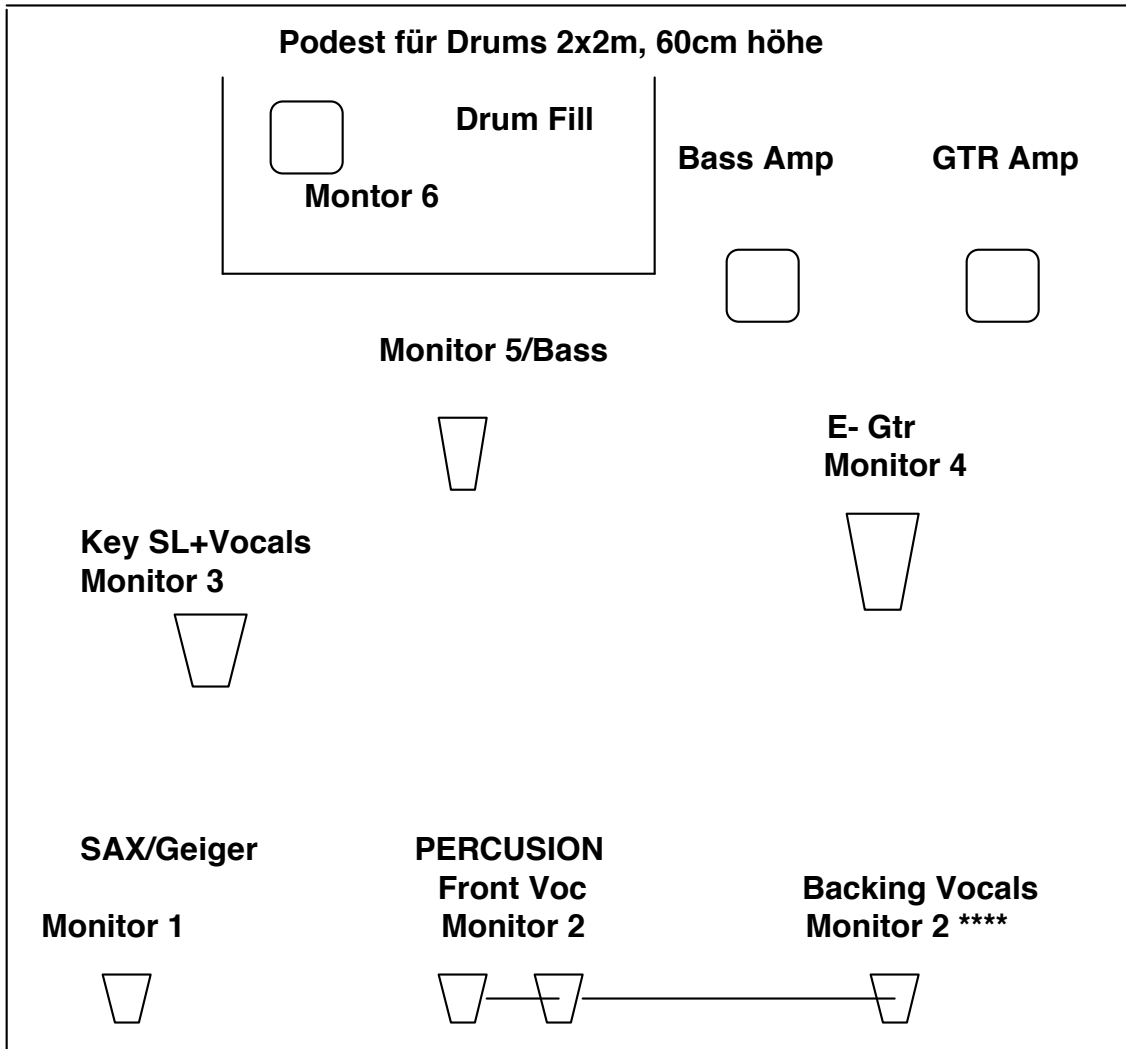 Podest für Drums 2x2m, 60cm höhe
Drum Fill
Bass Amp
GTR Amp
Montor 6
Monitor 5/Bass
E- Gtr
Monitor 4
Key SL+Vocals
Monitor 3
SAX/Geiger
PERCUSION
Front Voc
Backing Vocals
Monitor 1
Monitor 2
Monitor 2 ****